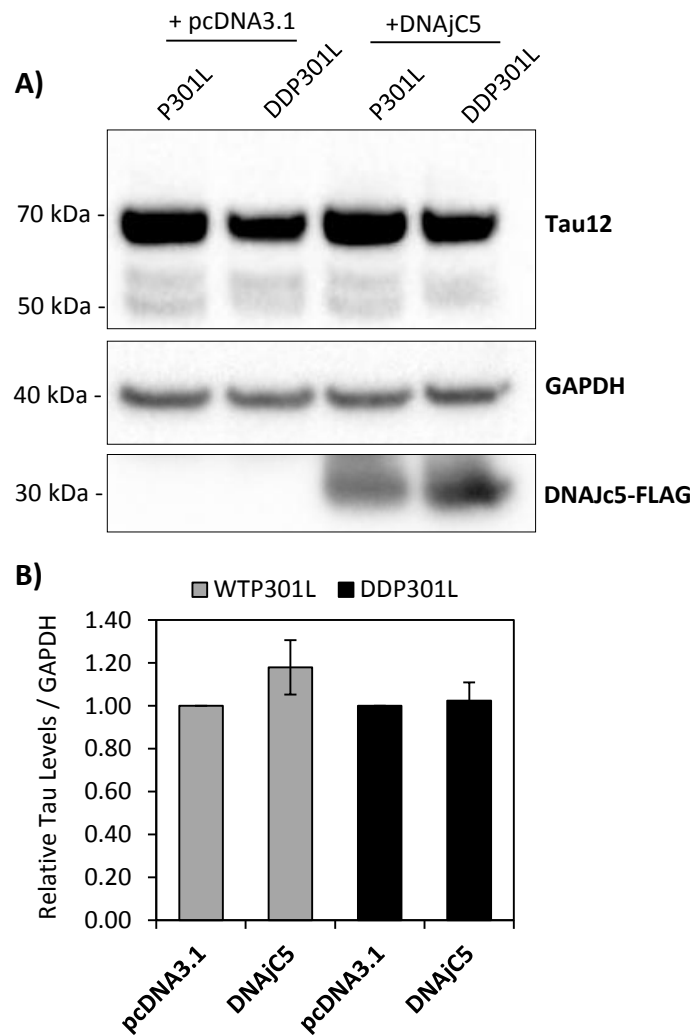 + pcDNA3.1 +DNAjC5
A)
P301L DDP301L P301L DDP301L
70 kDa - Tau12
50 kDa -
40 kDa - GAPDH
30 kDa - DNAJc5-FLAG
B)
WTP301L DDP301L
Relative Tau Levels / GAPDH
1.40
1.20
1.00
0.80
0.60
0.40
0.20
0.00
pcDNA3.1 DNAjC5 pcDNA3.1 DNAjC5